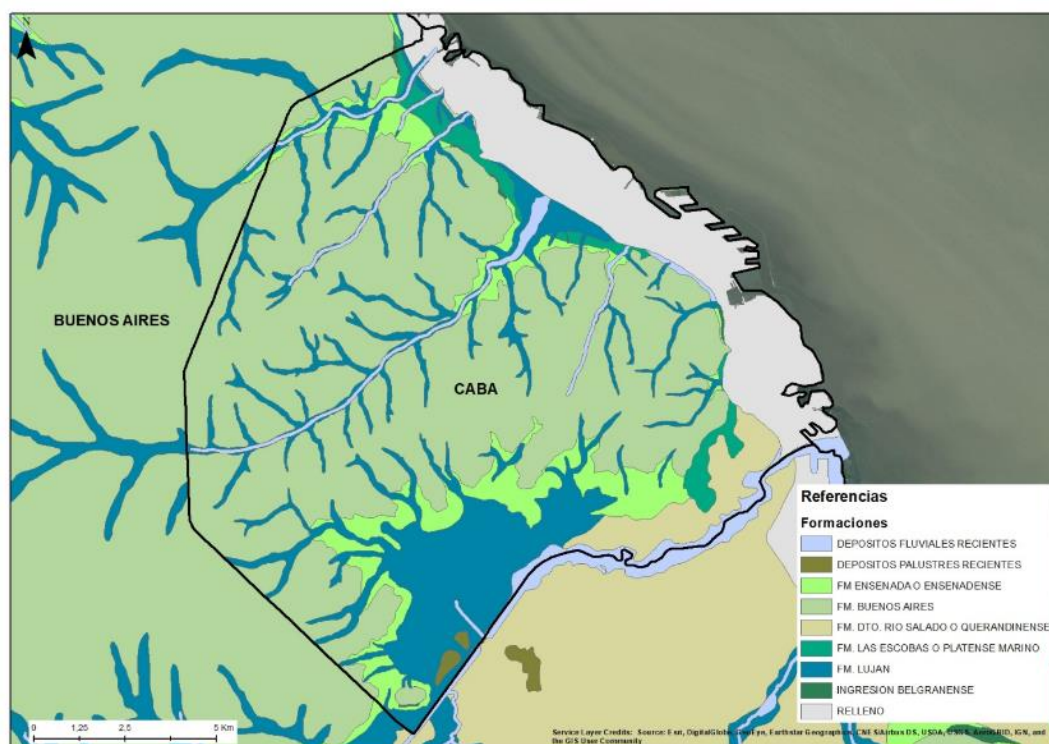 N
BUENOS AIRES
CABA
Referencias
Formaciones
DEPOSITOS FLUVIALES RECIENTES
DEPOSITOS PALUSTRES RECIENTES
FM ENSENADA O ENSENADENSE
FM. BUENOS AIRES
FM. DTO. RIO SALADO O QUERANDINENSE
FM. LAS ESCOBAS O PLATENSE MARINO
FM. LUJAN
INGRESION BELGRANENSE
RELLENO
0 1,25 2,5 5 Km
Service Layer Credits: Source: Esri, DigitalGlobe, GeoEye, Earthstar Geographics, CNES/Airbus DS, USDA, USGS, AeroGRID, IGN, and
the GIS User Community